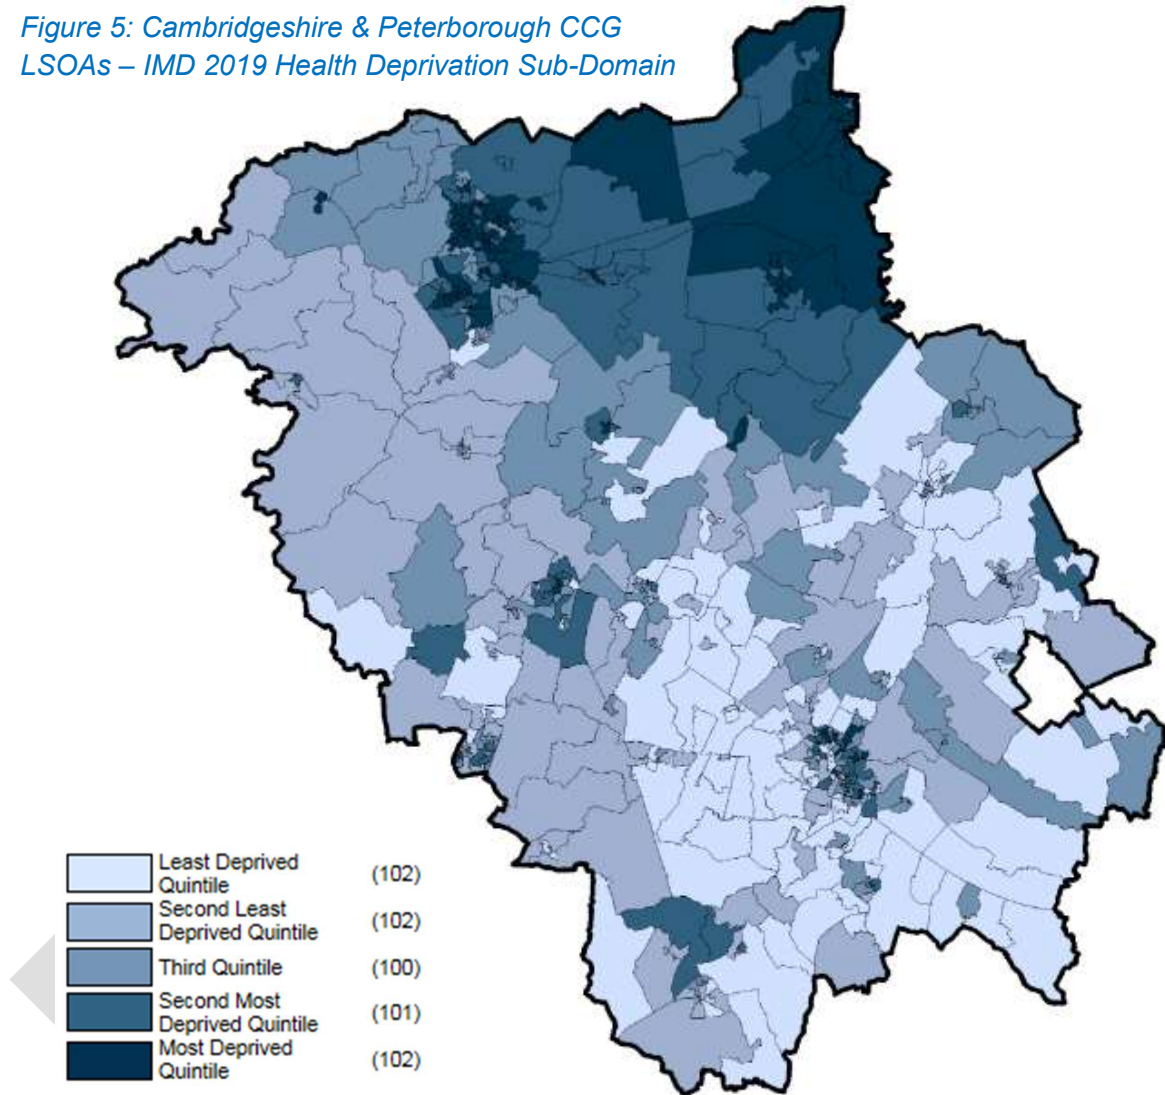 Figure 5: Cambridgeshire & Peterborough CCG
LSOAs – IMD 2019 Health Deprivation Sub-Domain
Least Deprived
Quintile (102)
Second Least
Deprived Quintile (102)
Third Quintile (100)
Second Most
Deprived Quintile (101)
Most Deprived
Quintile (102)